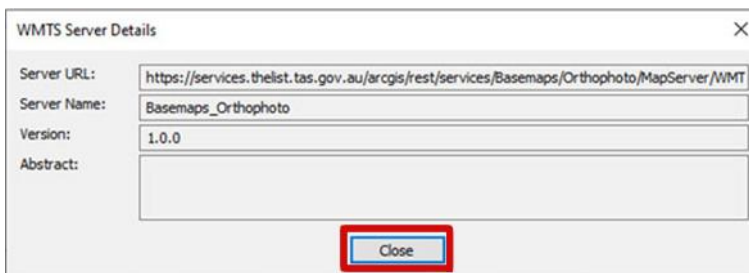 WMTS Server Details
Server URL: https://services.thelist.tas.gov.au/arcgis/rest/services/Basemaps/Orthophoto/MapServer/WMT
Server Name: Basemaps_Orthophoto
Version: 1.0.0
Abstract:
Close